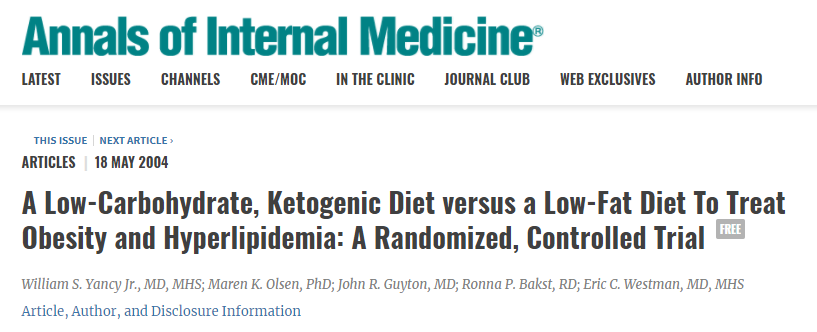 Annals of Internal Medicine®
LATEST ISSUES CHANNELS CME/MOC IN THE CLINIC JOURNAL CLUB WEB EXCLUSIVES AUTHOR INFO
THIS ISSUE | NEXT ARTICLE ›
ARTICLES | 18 MAY 2004
A Low-Carbohydrate, Ketogenic Diet versus a Low-Fat Diet To Treat
Obesity and Hyperlipidemia: A Randomized, Controlled Trial FREE
William S. Yancy Jr., MD, MHS; Maren K. Olsen, PhD; John R. Guyton, MD; Ronna P. Bakst, RD; Eric C. Westman, MD, MHS
Article, Author, and Disclosure Information